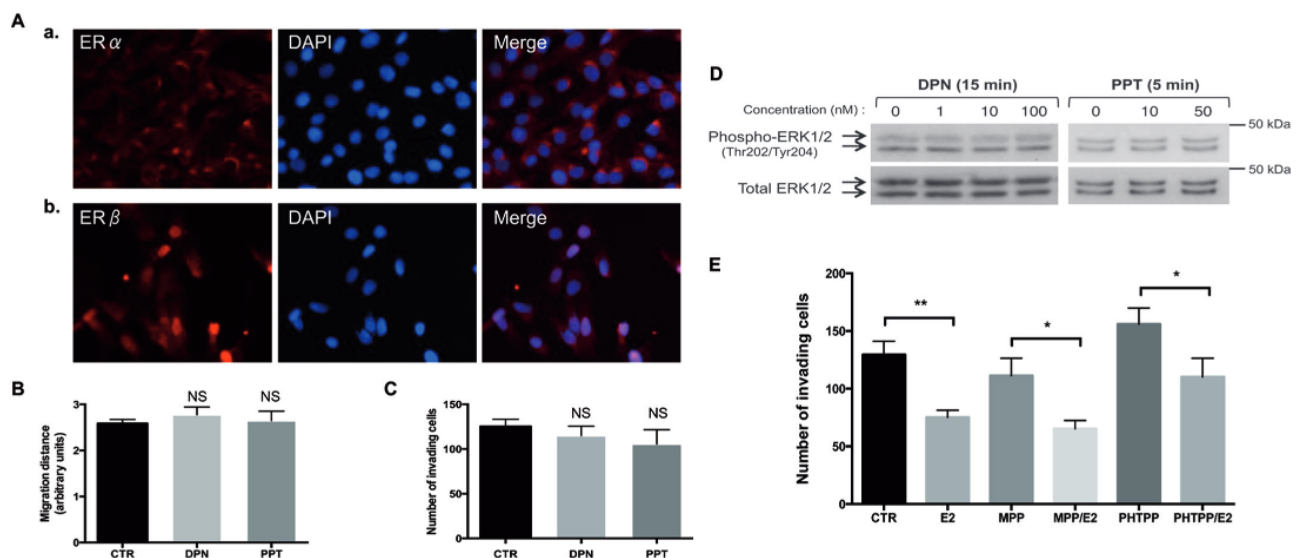 A
a.
ER α
DAPI
Merge
b.
ER β
DAPI
Merge
B
Migration distance
(arbitrary units)
3
2
1
0
NS
NS
CTR
DPN
PPT
C
Number of invading cells
150
100
50
0
NS
NS
CTR
DPN
PPT
D
DPN (15 min)
PPT (5 min)
Concentration (nM) :
0 1 10 100
0 10 50
50 kDa
Phospho-ERK1/2
(Thr202/Tyr204)
50 kDa
Total ERK1/2
E
Number of invading cells
200
150
100
50
0
**
*
*
CTR
E2
MPP
MPP/E2
PHTPP
PHTPP/E2